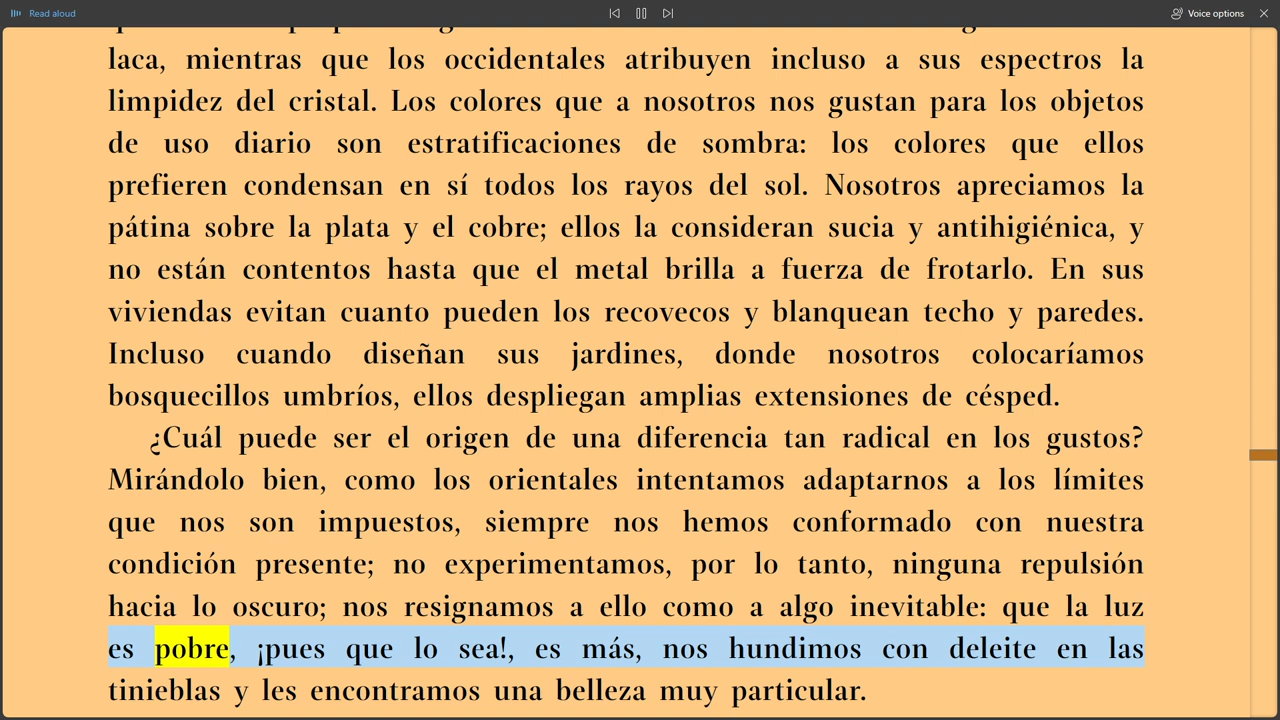 Read aloud
Voice options
laca, mientras que los occidentales atribuyen incluso a sus espectros la
limpidez del cristal. Los colores que a nosotros nos gustan para los objetos
de uso diario son estratificaciones de sombra: los colores que ellos
prefieren condensan en sí todos los rayos del sol. Nosotros apreciamos la
pátina sobre la plata y el cobre; ellos la consideran sucia y antihigiénica, y
no están contentos hasta que el metal brilla a fuerza de frotarlo. En sus
viviendas evitan cuanto pueden los recovecos y blanquean techo y paredes.
Incluso cuando diseñan sus jardines, donde nosotros colocaríamos
bosquecillos umbríos, ellos despliegan amplias extensiones de césped.
¿Cuál puede ser el origen de una diferencia tan radical en los gustos?
Mirándolo bien, como los orientales intentamos adaptarnos a los límites
que nos son impuestos, siempre nos hemos conformado con nuestra
condición presente; no experimentamos, por lo tanto, ninguna repulsión
hacia lo oscuro; nos resignamos a ello como a algo inevitable: que la luz
es pobre, ¡pues que lo sea!, es más, nos hundimos con deleite en las
tinieblas y les encontramos una belleza muy particular.